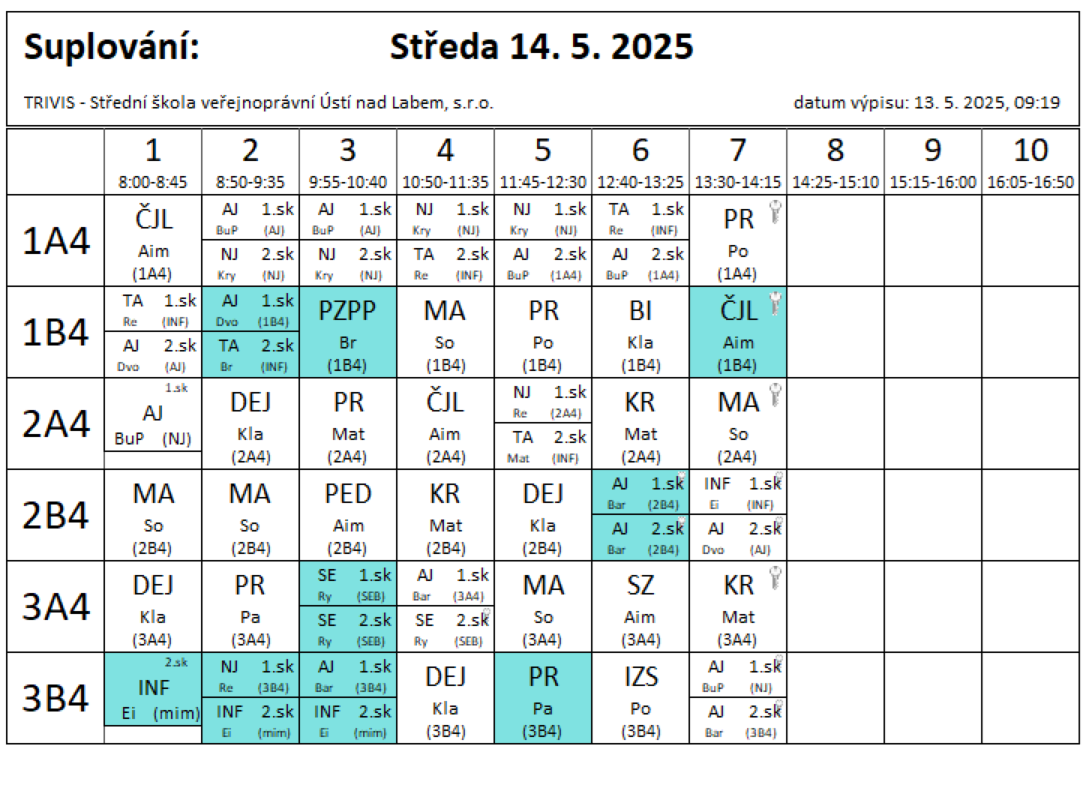 Suplování: Středa 14. 5. 2025
TRIVIS - Střední škola veřejnoprávní Ústí nad Labem, s.r.o. datum výpisu: 13. 5. 2025, 09:19
1 2 3 4 5 6 7 8 9 10
8:00-8:45 8:50-9:35 9:55-10:40 10:50-11:35 11:45-12:30 12:40-13:25 13:30-14:15 14:25-15:10 15:15-16:00 16:05-16:50
1A4
ČJL
Aim
(1A4)
AJ 1.sk
BuP (AJ)
NJ 2.sk
Kry (NJ)
AJ 1.sk
BuP (AJ)
NJ 2.sk
Kry (NJ)
NJ 1.sk
Kry (NJ)
TA 2.sk
Re (INF)
NJ 1.sk
Kry (NJ)
AJ 2.sk
BuP (1A4)
TA 1.sk
Re (INF)
AJ 2.sk
BuP (1A4)
PR
Po
(1A4)
1B4
TA 1.sk
Re (INF)
AJ 2.sk
Dvo (AJ)
AJ 1.sk
Dvo (1B4)
TA 2.sk
Br (INF)
PZPP
Br
(1B4)
MA
So
(1B4)
PR
Po
(1B4)
BI
Kla
(1B4)
ČJL
Aim
(1B4)
2A4
1.sk
AJ
BuP (NJ)
DEJ
Kla
(2A4)
PR
Mat
(2A4)
ČJL
Aim
(2A4)
NJ 1.sk
Re (2A4)
TA 2.sk
Mat (INF)
KR
Mat
(2A4)
MA
So
(2A4)
2B4
MA
So
(2B4)
MA
So
(2B4)
PED
Aim
(2B4)
KR
Mat
(2B4)
DEJ
Kla
(2B4)
AJ 1.sk
Bar (2B4)
AJ 2.sk
Bar (2B4)
INF 1.sk
Ei (INF)
AJ 2.sk
Dvo (AJ)
3A4
DEJ
Kla
(3A4)
PR
Pa
(3A4)
SE 1.sk
Ry (SEB)
SE 2.sk
Ry (SEB)
AJ 1.sk
Bar (3A4)
SE 2.sk
Ry (SEB)
MA
So
(3A4)
SZ
Aim
(3A4)
KR
Mat
(3A4)
3B4
2.sk
INF
Ei (mim)
NJ 1.sk
Re (3B4)
INF 2.sk
Ei (mim)
AJ 1.sk
Bar (3B4)
INF 2.sk
Ei (mim)
DEJ
Kla
(3B4)
PR
Pa
(3B4)
IZS
Po
(3B4)
AJ 1.sk
BuP (NJ)
AJ 2.sk
Bar (3B4)